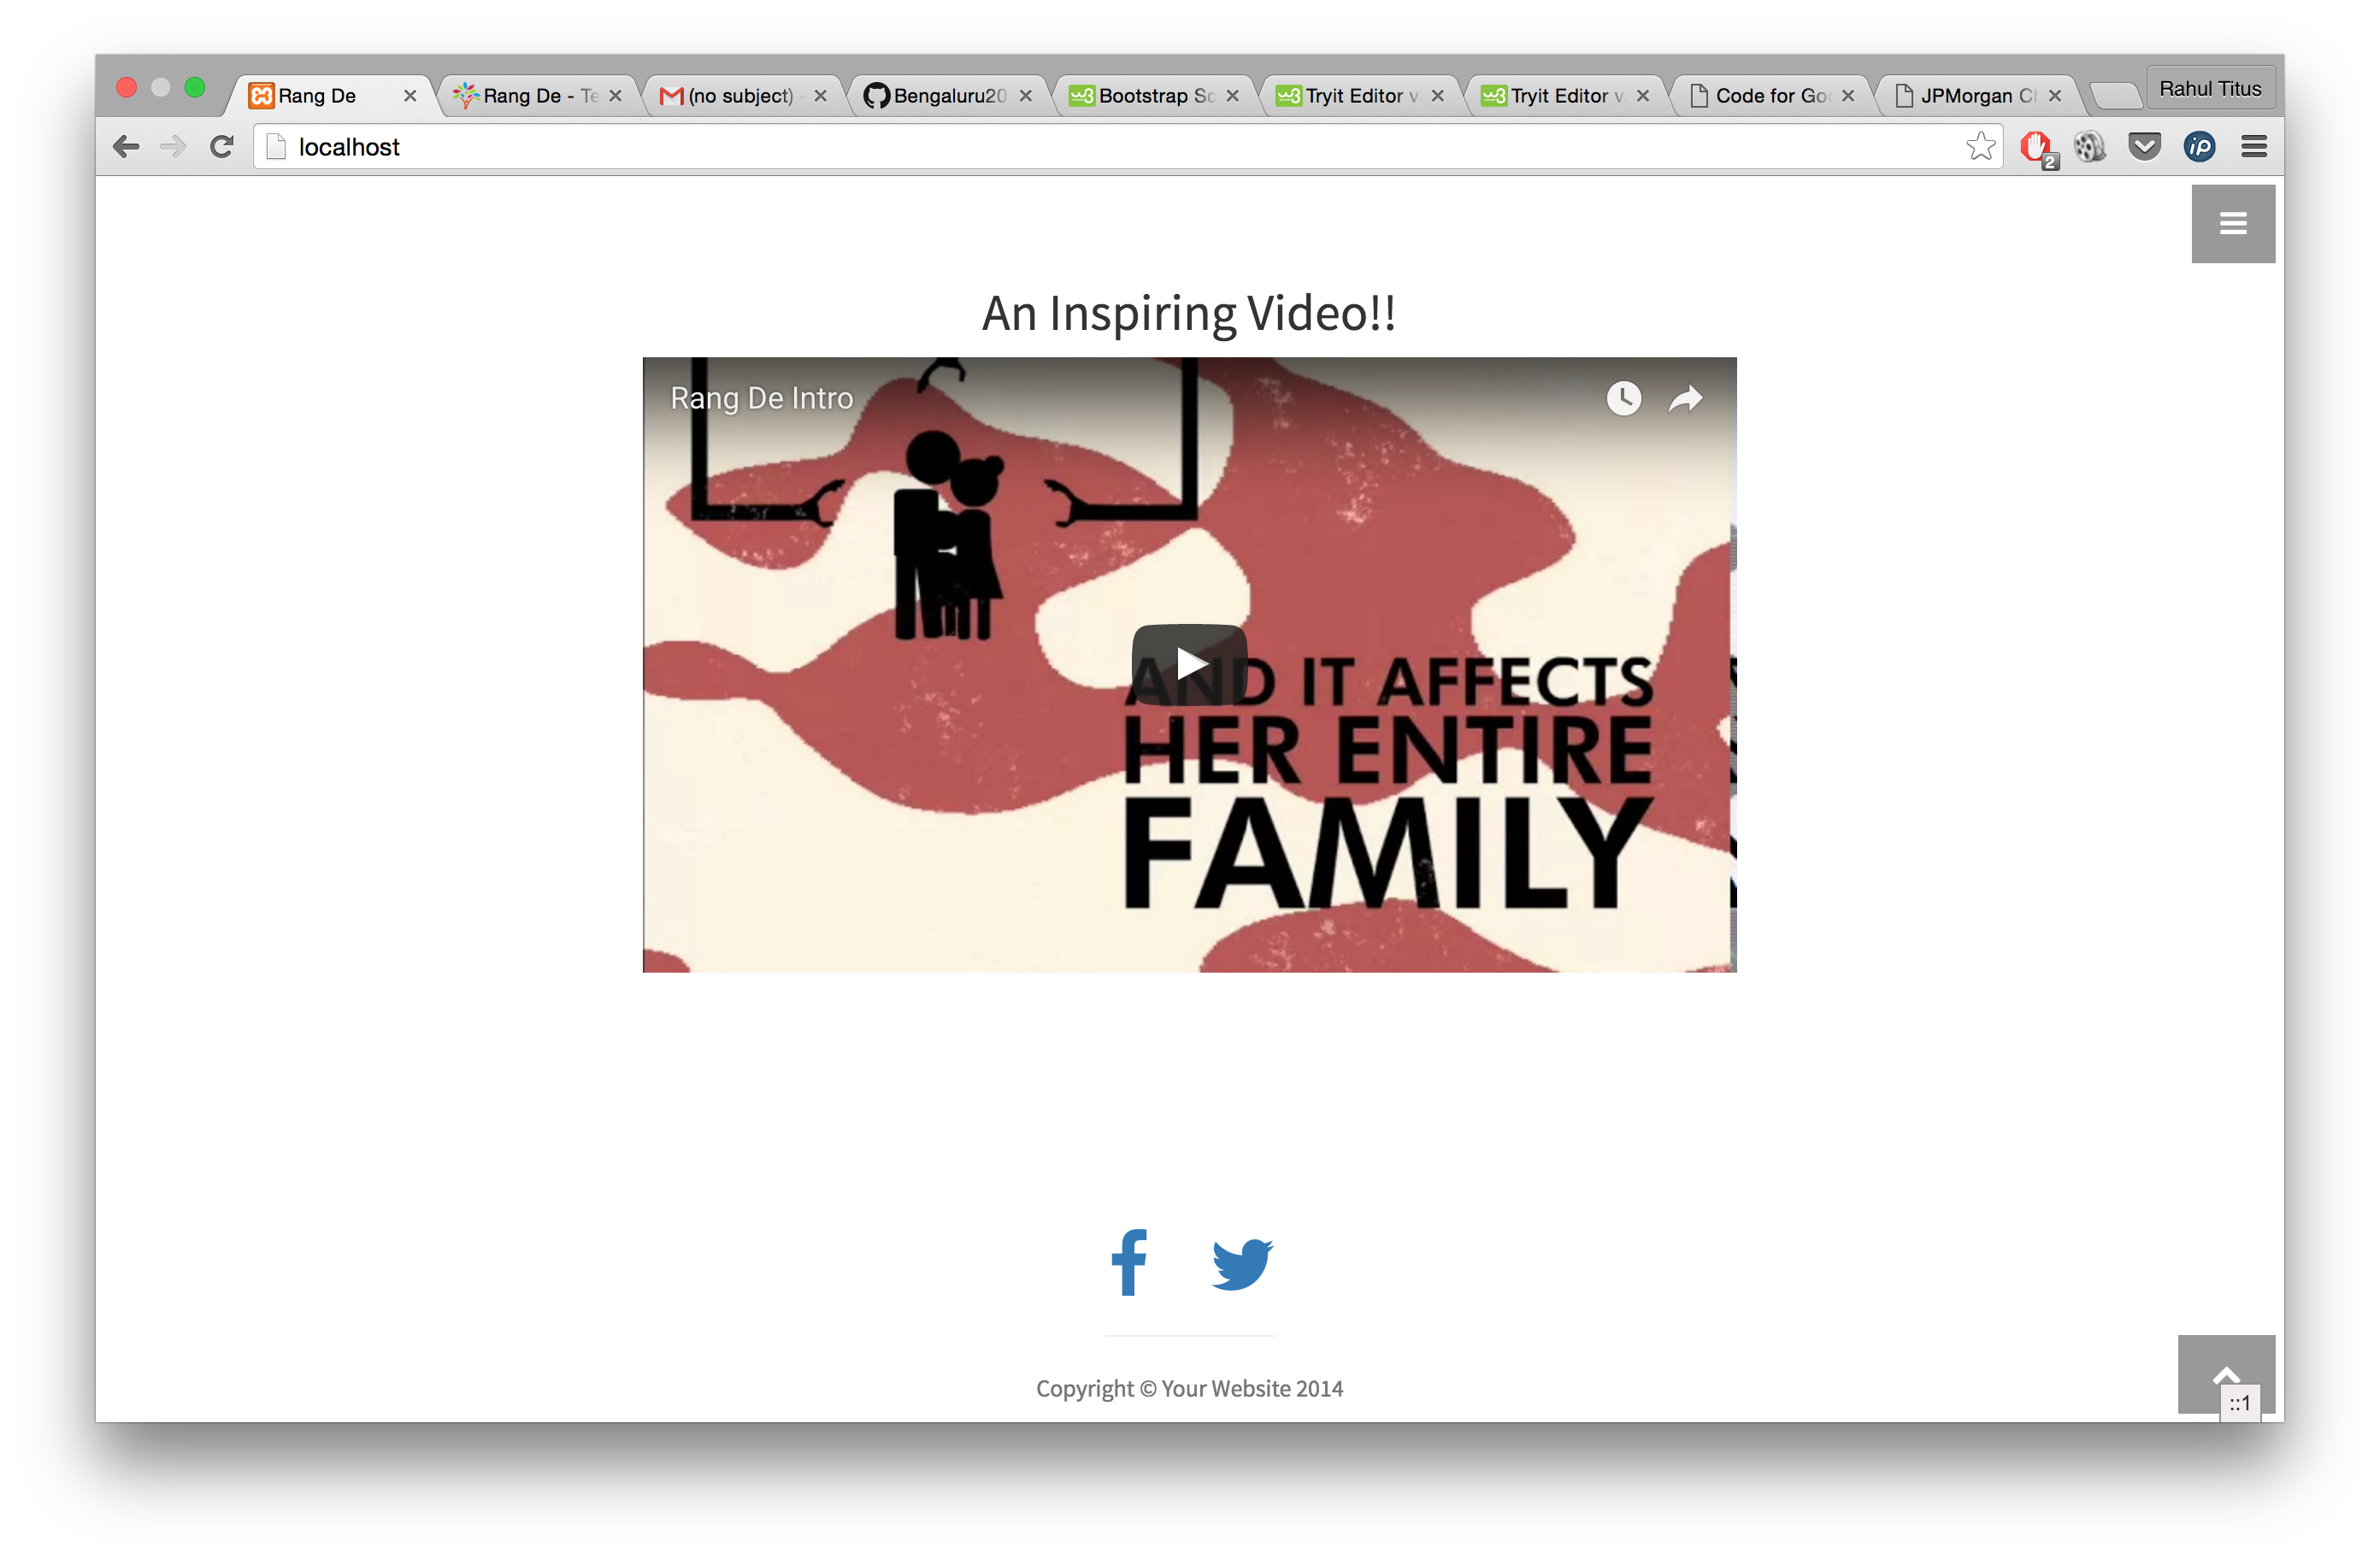 Rang De
Rang De - Te
(no subject)
Bengaluru20
Bootstrap Sc
Tryit Editor v
Tryit Editor v
Code for Goo
JPMorgan Ch
Rahul Titus
localhost
2
ip
An Inspiring Video!!
Rang De Intro
AND IT AFFECTS
HER ENTIRE
FAMILY
Copyright © Your Website 2014
::1